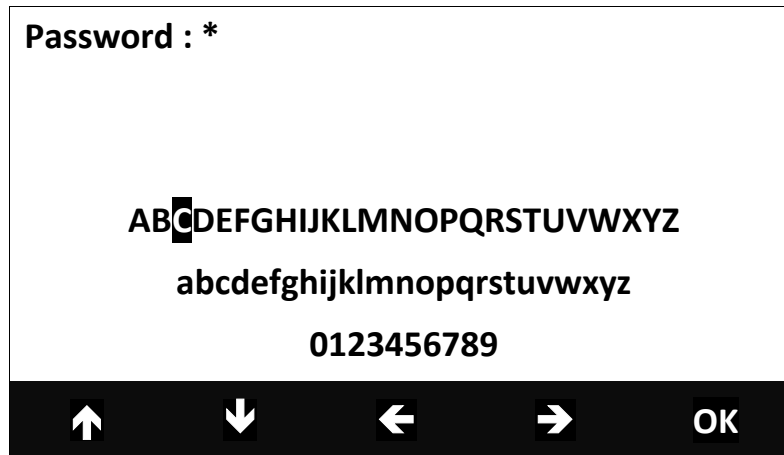 Password : *
ABCDEFGHIJKLMNOPQRSTUVWXYZ
abcdefghijklmnopqrstuvwxyz
0123456789
↑ ↓ ← → OK